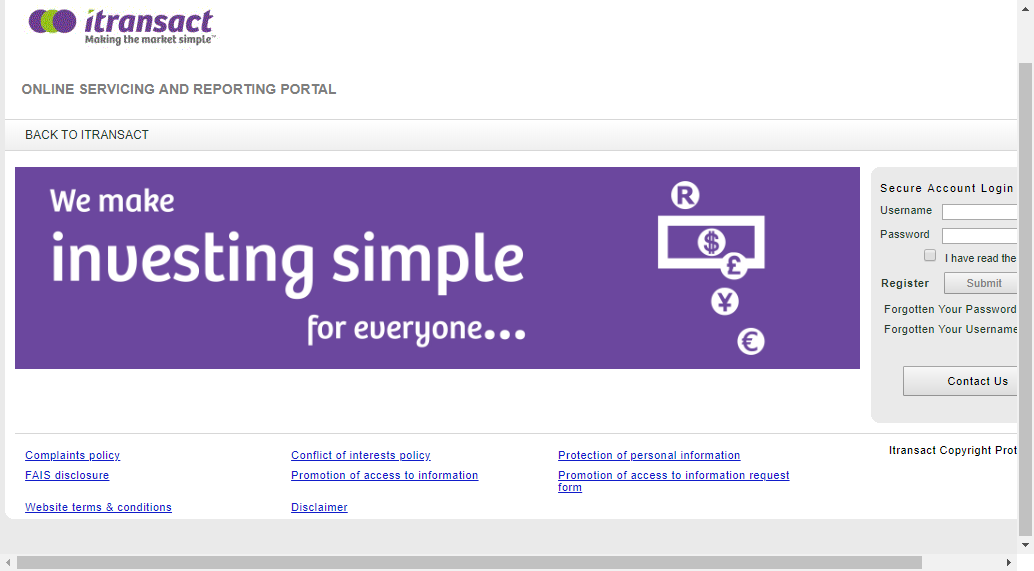 itransact
Making the market simple™
ONLINE SERVICING AND REPORTING PORTAL
BACK TO ITRANSACT
We make
investing simple
for everyone...
R
$
£
¥
€
Secure Account Login
Username
Password
I have read the
Register
Submit
Forgotten Your Password
Forgotten Your Username
Contact Us
Complaints policy
Conflict of interests policy
Protection of personal information
Itransact Copyright Prot
FAIS disclosure
Promotion of access to information
Promotion of access to information request
form
Website terms & conditions
Disclaimer